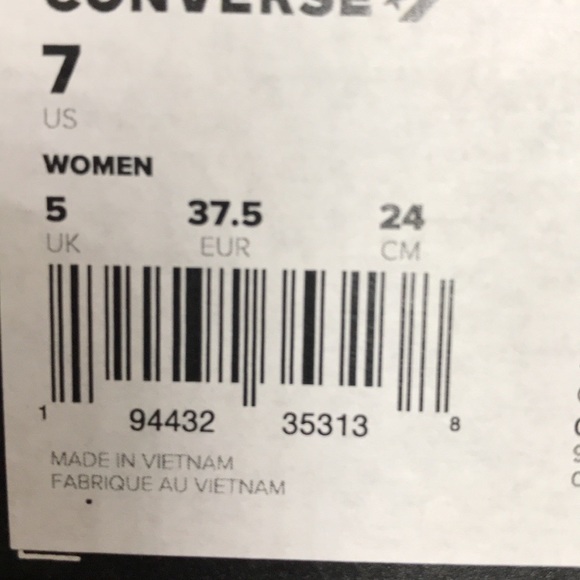 CONVERSE
7
US
WOMEN
5 37.5 24
UK EUR CM
1 94432 35313 8
MADE IN VIETNAM
FABRIQUE AU VIETNAM